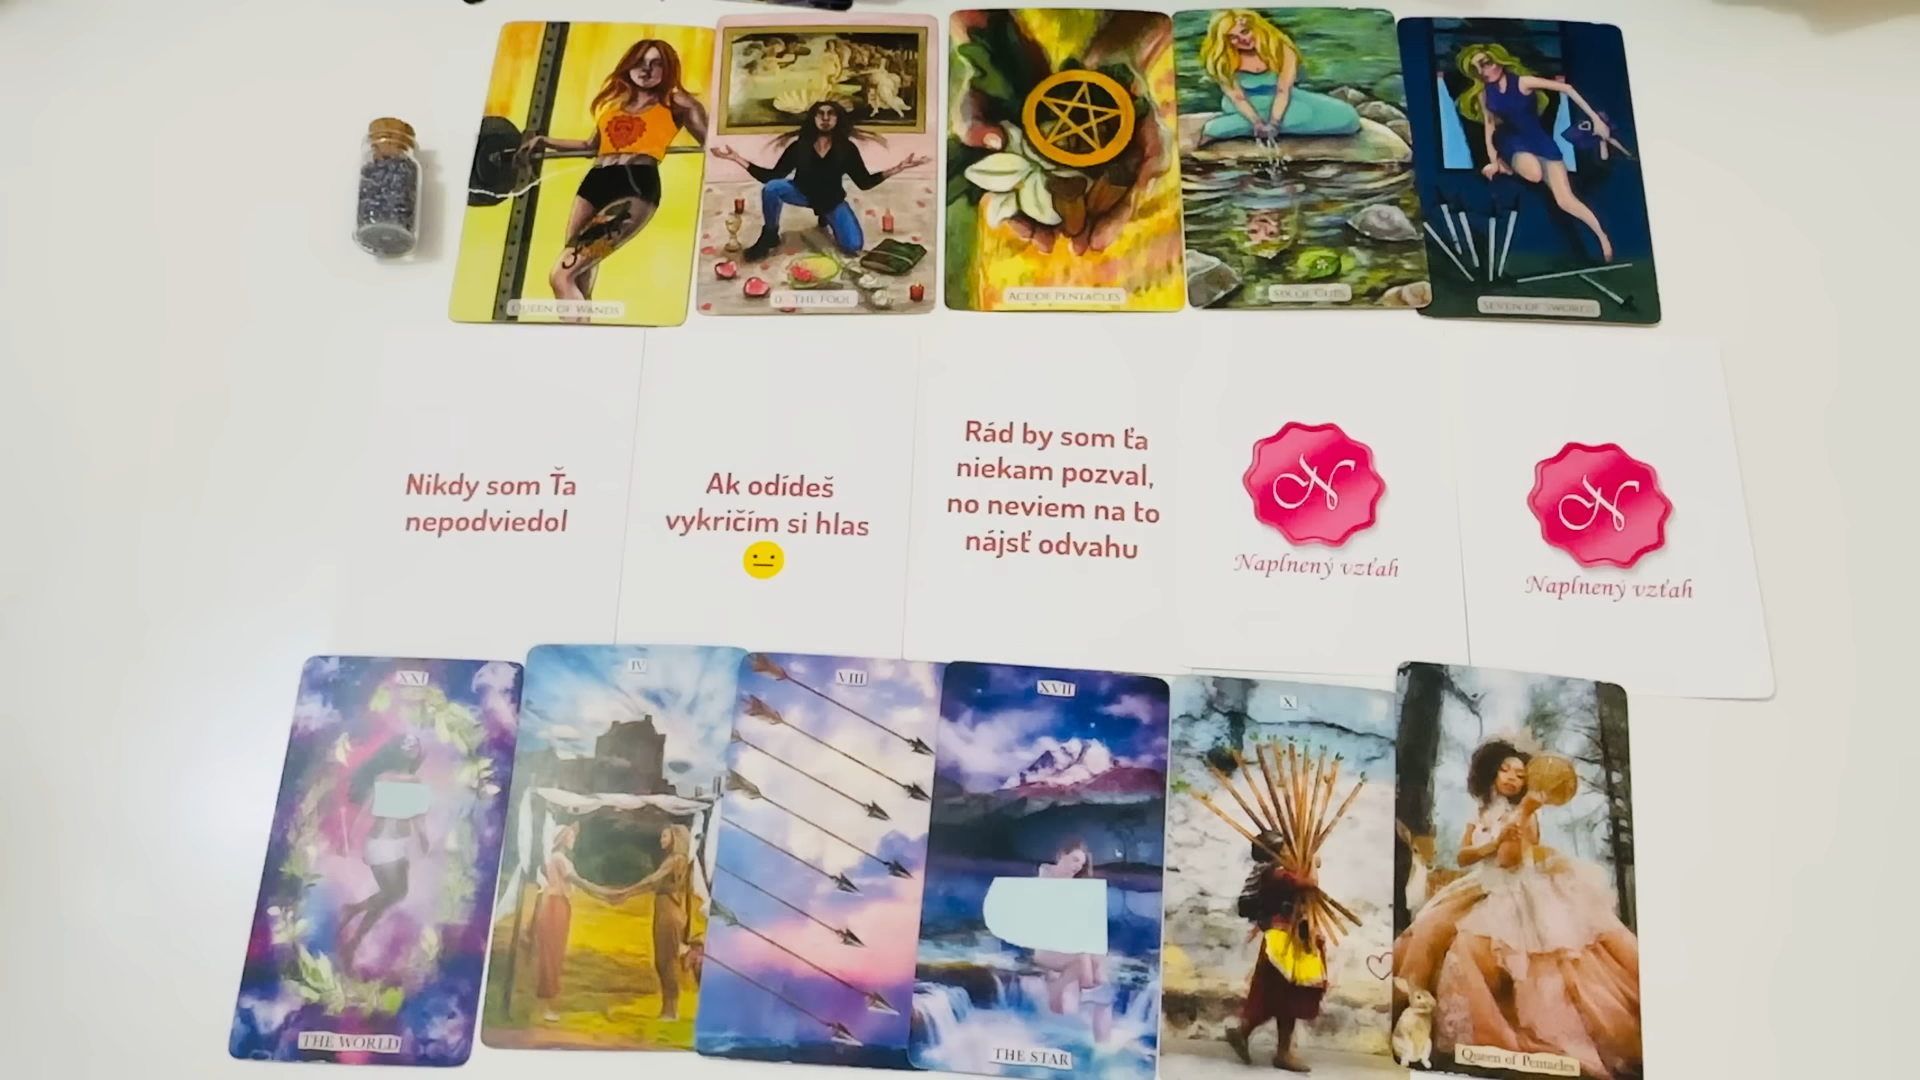 QUEEN OF WANDS
0 - THE FOOL
ACE OF PENTACLES
SIX OF CUPS
SEVEN OF SWORDS
Nikdy som Ťa
nepodviedol
Ak odídeš
vykričím si hlas
Rád by som ťa
niekam pozval,
no neviem na to
nájsť odvahu
N
Naplnený vzťah
N
Naplnený vzťah
XXI
THE WORLD
IV
VIII
XVII
THE STAR
X
Queen of Pentacles